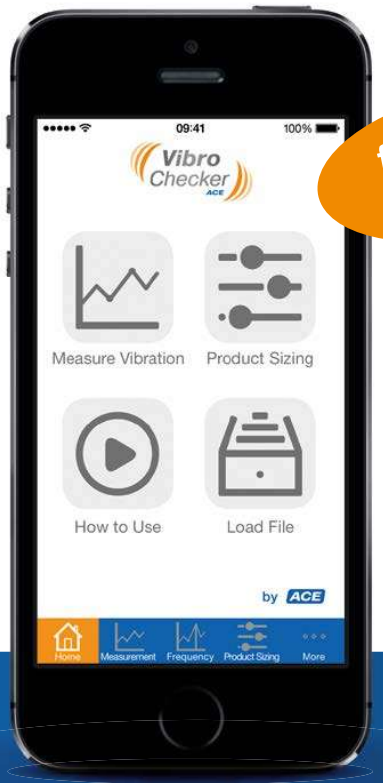 09:41
100%
Vibro
Checker
ACE
Measure Vibration
Product Sizing
How to Use
Load File
by ACE
Home
Measurement
Frequency
Product Sizing
More